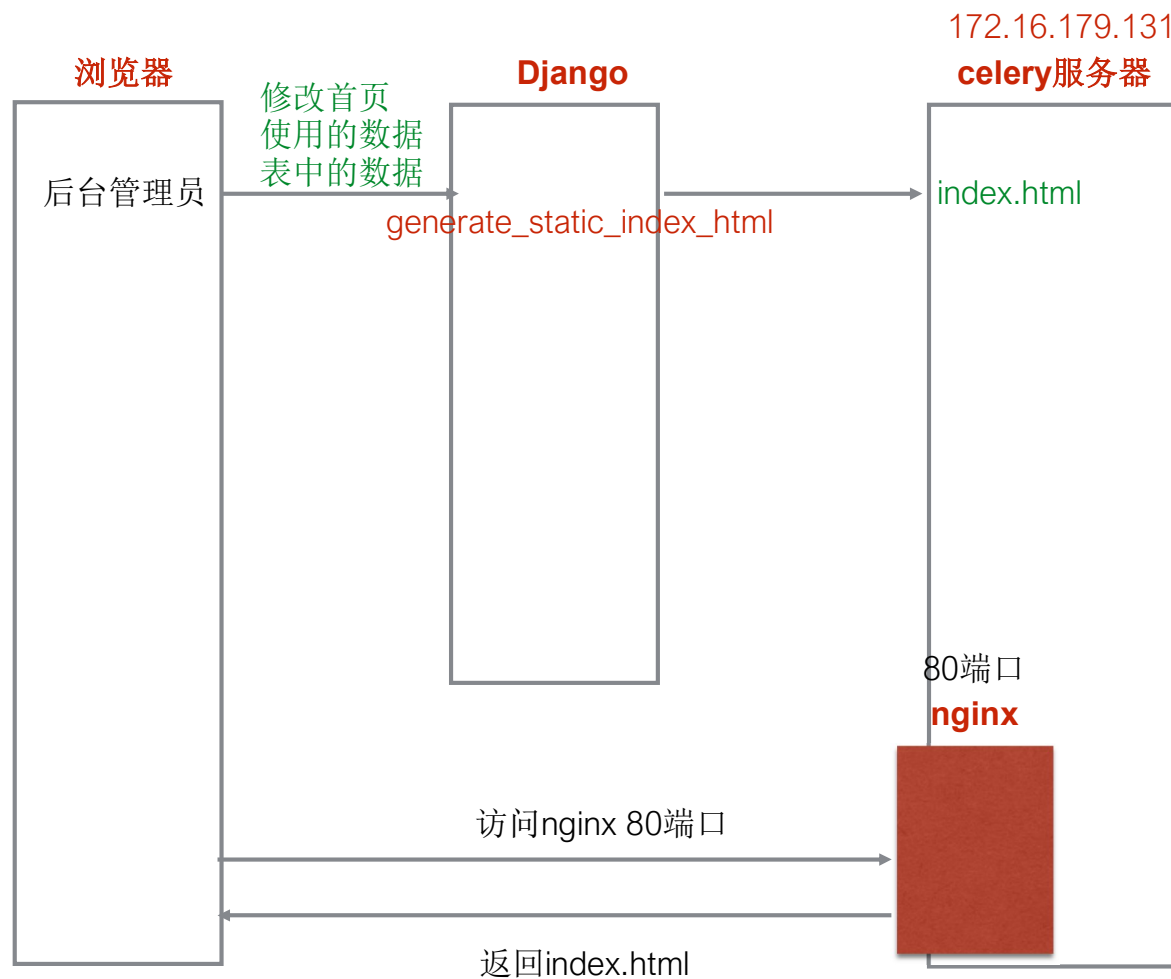 172.16.179.131
浏览器
Django
celery服务器
修改首页
使用的数据
表中的数据
后台管理员
index.html
generate_static_index_html
80端口
nginx
访问nginx 80端口
返回index.html